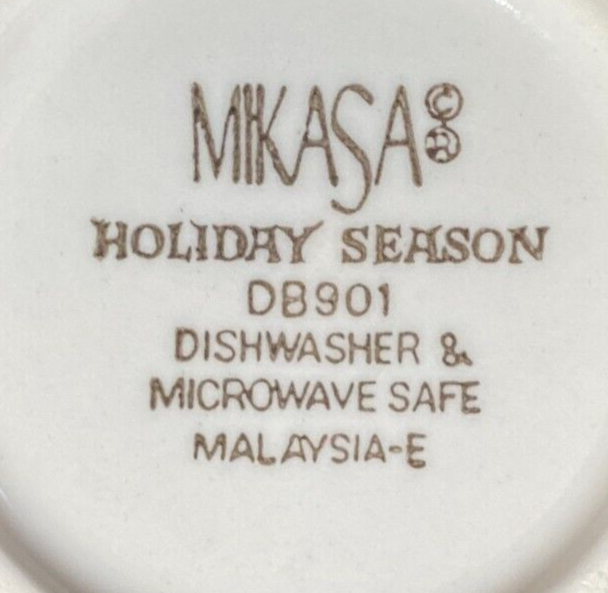 MIKASA ©®
HOLIDAY SEASON
DB901
DISHWASHER &
MICROWAVE SAFE
MALAYSIA-E